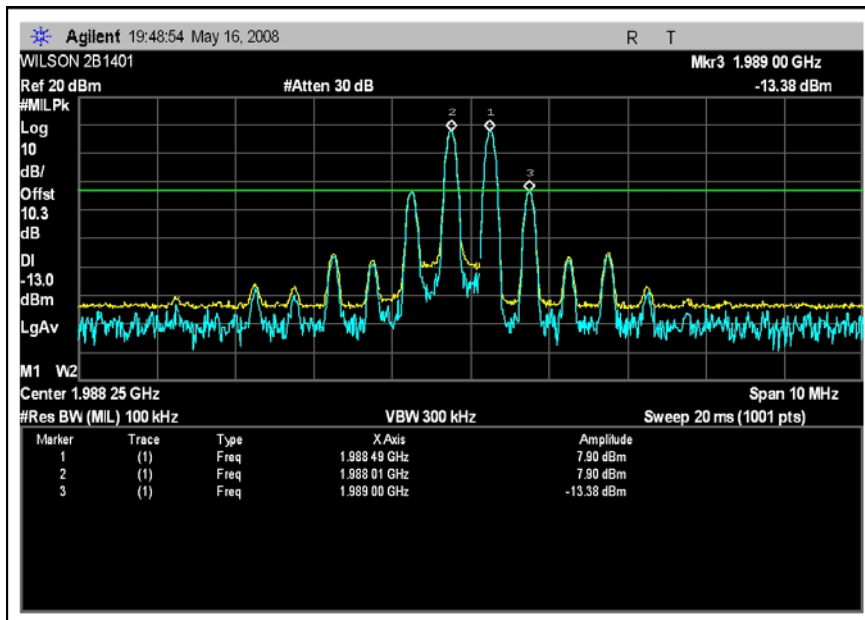 Agilent 19:48:54 May 16, 2008 R T
WILSON 2B1401 Mkr3 1.989 00 GHz
Ref 20 dBm #Atten 30 dB -13.38 dBm
#MILPk
Log
10
dB/
Offst
10.3
dB
DI
-13.0
dBm
LgAv
M1 W2
2 1
3
Center 1.988 25 GHz Span 10 MHz
#Res BW (MIL) 100 kHz VBW 300 kHz Sweep 20 ms (1001 pts)
Marker Trace Type X Axis Amplitude
1 (1) Freq 1.988 49 GHz 7.90 dBm
2 (1) Freq 1.988 01 GHz 7.90 dBm
3 (1) Freq 1.989 00 GHz -13.38 dBm